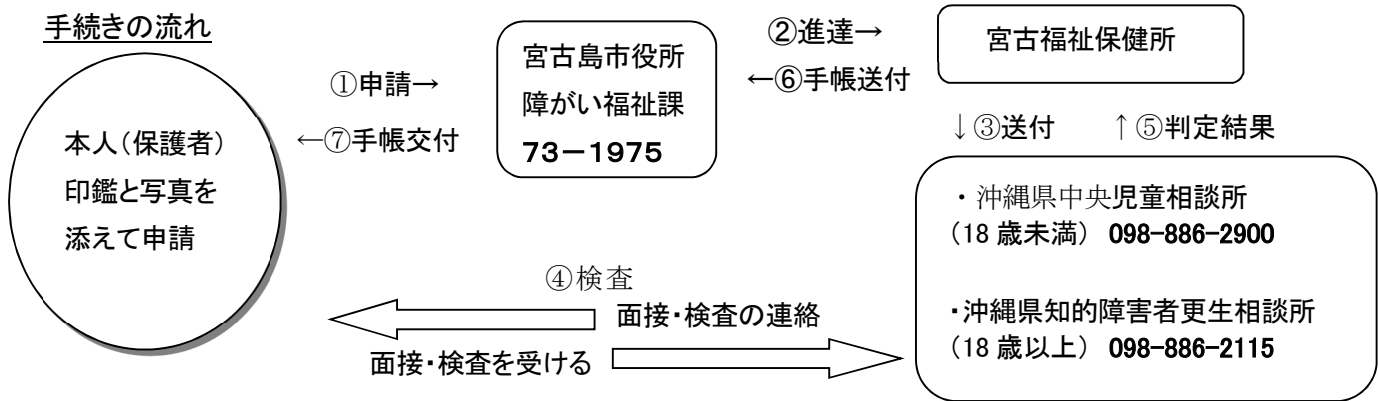 手続きの流れ
本人(保護者)
印鑑と写真を
添えて申請
①申請→
←⑦手帳交付
宮古島市役所
障がい福祉課
73-1975
②進達→
←⑥手帳送付
宮古福祉保健所
↓③送付 ↑⑤判定結果
・沖縄県中央児童相談所
(18歳未満) 098-886-2900
・沖縄県知的障害者更生相談所
(18歳以上) 098-886-2115
④検査
面接・検査の連絡
面接・検査を受ける